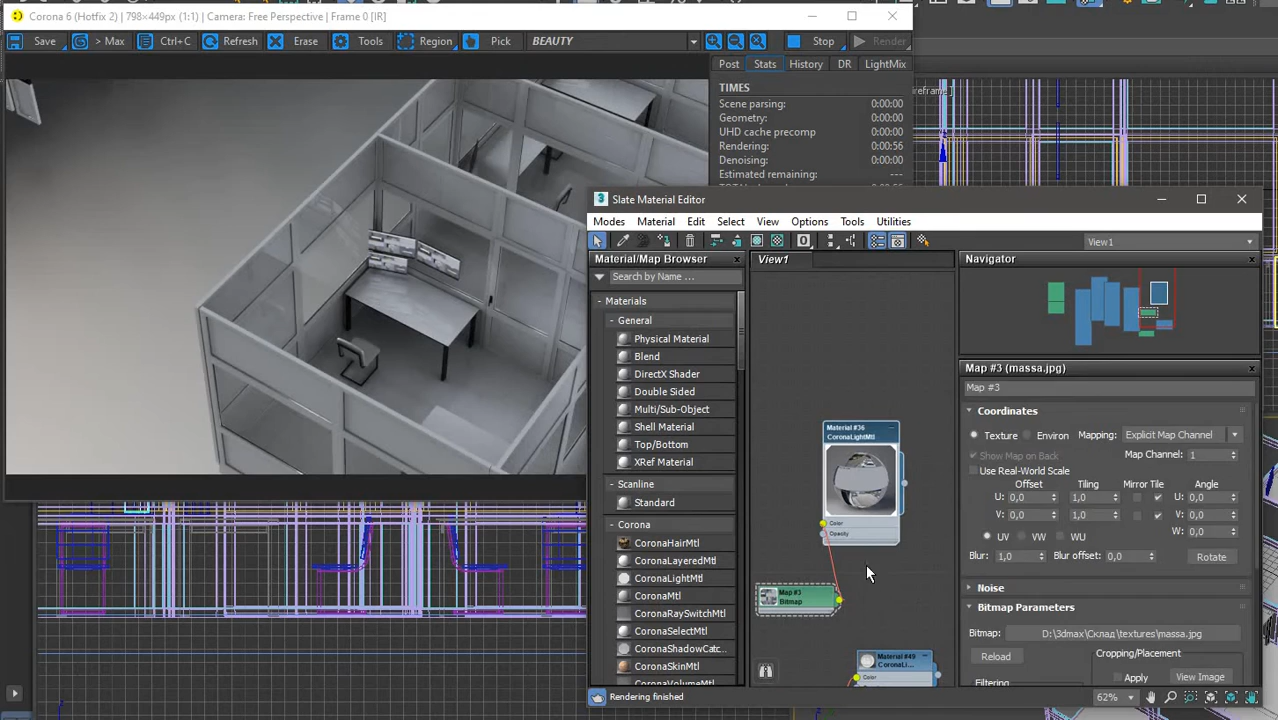 Corona 6 (Hotfix 2) | 798×449px (1:1) | Camera: Free Perspective | Frame 0 [IR]
Save > Max Ctrl+C Refresh Erase Tools Region Pick BEAUTY Stop Render
Post Stats History DR LightMix
TIMES
Scene parsing: 0:00:00
Geometry: 0:00:00
UHD cache precomp 0:00:00
Rendering: 0:00:56
Denoising: 0:00:00
Estimated remaining: ---
Slate Material Editor
Modes Material Edit Select View Options Tools Utilities
View1
Material/Map Browser
Search by Name ...
- Materials
- General
Physical Material
Blend
DirectX Shader
Double Sided
Multi/Sub-Object
Shell Material
Top/Bottom
XRef Material
- Scanline
Standard
- Corona
CoronaHairMtl
CoronaLayeredMtl
CoronaLightMtl
CoronaMtl
CoronaRaySwitchMtl
CoronaSelectMtl
CoronaShadowCatc...
CoronaSkinMtl
CoronaVolumeMtl
View1
Material #36
CoronaLightMtl
Color
Opacity
Map #3
Bitmap
Material #49
CoronaLi...
Color
Navigator
Map #3 (massa.jpg)
Map #3
Coordinates
Texture Environ Mapping: Explicit Map Channel
Show Map on Back Map Channel: 1
Use Real-World Scale
Offset Tiling Mirror Tile Angle
U: 0,0 1,0 U: 0,0
V: 0,0 1,0 V: 0,0
UV VW WU W: 0,0
Blur: 1,0 Blur offset: 0,0 Rotate
Noise
Bitmap Parameters
Bitmap: D:\3dmax\Склад\textures\massa.jpg
Reload Cropping/Placement
Filtering Apply View Image
Rendering finished 62%